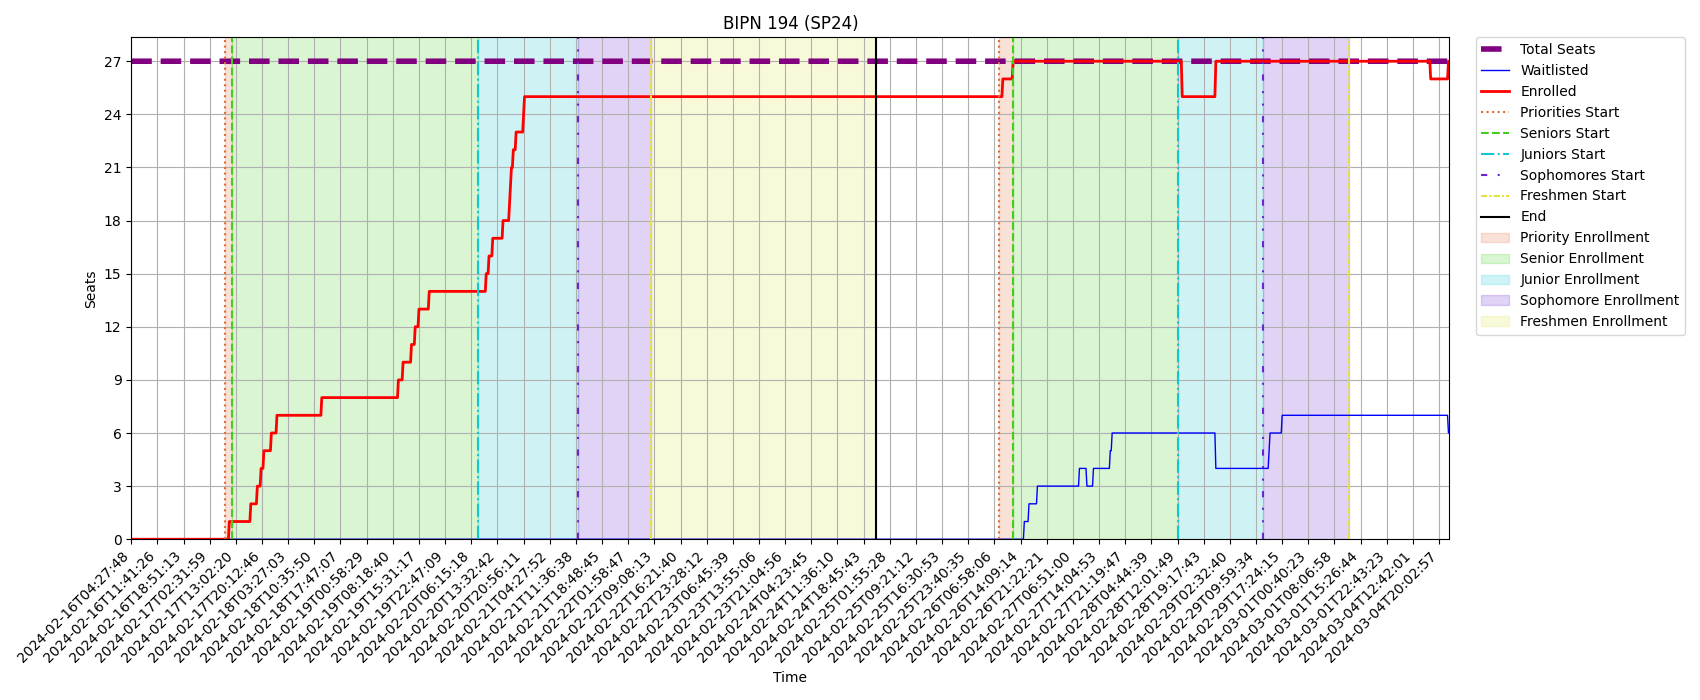 BIPN 194 (SP24)
Seats
27
24
21
18
15
12
9
6
3
0
2024-02-16T04:27:48
2024-02-16T11:41:26
2024-02-16T18:51:13
2024-02-17T02:31:59
2024-02-17T13:02:20
2024-02-17T20:12:46
2024-02-18T03:27:03
2024-02-18T10:35:50
2024-02-18T17:47:07
2024-02-19T00:58:29
2024-02-19T08:18:40
2024-02-19T15:31:17
2024-02-19T22:47:09
2024-02-20T06:15:18
2024-02-20T13:32:42
2024-02-20T20:56:11
2024-02-21T04:27:52
2024-02-21T11:36:38
2024-02-21T18:48:45
2024-02-22T01:58:47
2024-02-22T09:08:13
2024-02-22T16:21:40
2024-02-22T23:28:12
2024-02-23T06:45:39
2024-02-23T13:55:06
2024-02-23T21:04:56
2024-02-24T04:23:45
2024-02-24T11:36:10
2024-02-24T18:45:43
2024-02-25T01:55:28
2024-02-25T09:21:12
2024-02-25T16:30:53
2024-02-25T23:40:35
2024-02-26T06:58:06
2024-02-26T14:09:14
2024-02-26T21:22:21
2024-02-27T06:51:00
2024-02-27T14:04:53
2024-02-27T21:19:47
2024-02-28T04:44:39
2024-02-28T12:01:49
2024-02-28T19:17:43
2024-02-29T02:32:40
2024-02-29T09:59:34
2024-02-29T17:24:15
2024-03-01T00:40:23
2024-03-01T08:06:58
2024-03-01T15:26:44
2024-03-01T22:43:23
2024-03-04T12:42:01
2024-03-04T20:02:57
Time
Total Seats
Waitlisted
Enrolled
Priorities Start
Seniors Start
Juniors Start
Sophomores Start
Freshmen Start
End
Priority Enrollment
Senior Enrollment
Junior Enrollment
Sophomore Enrollment
Freshmen Enrollment